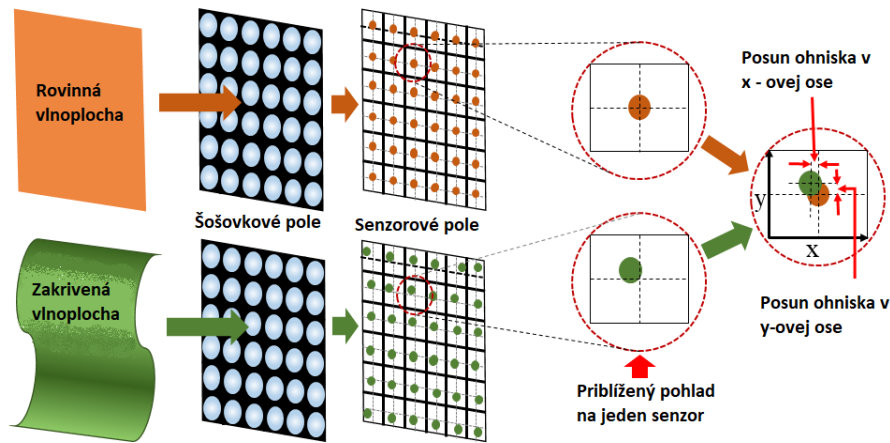 Rovinná
vlnoplocha
Šošovkové pole
Senzorové pole
Posun ohniska v
x - ovej ose
y
x
Zakrivená
vlnoplocha
Posun ohniska v
y-ovej ose
Priblížený pohlad
na jeden senzor